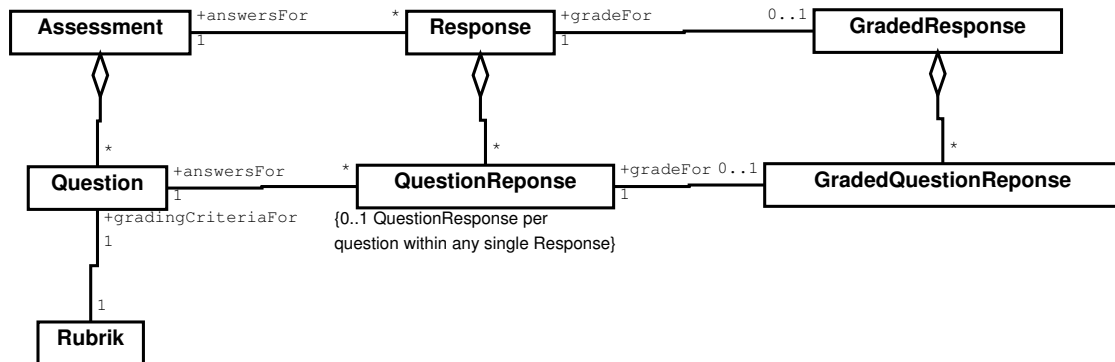 +answersFor * +gradeFor 0..1
Assessment Response GradedResponse
1 1
* * *
+answersFor * +gradeFor 0..1
Question QuestionReponse GradedQuestionReponse
1 1
+gradingCriteriaFor {0..1 QuestionResponse per
1 question within any single Response}
1
Rubrik